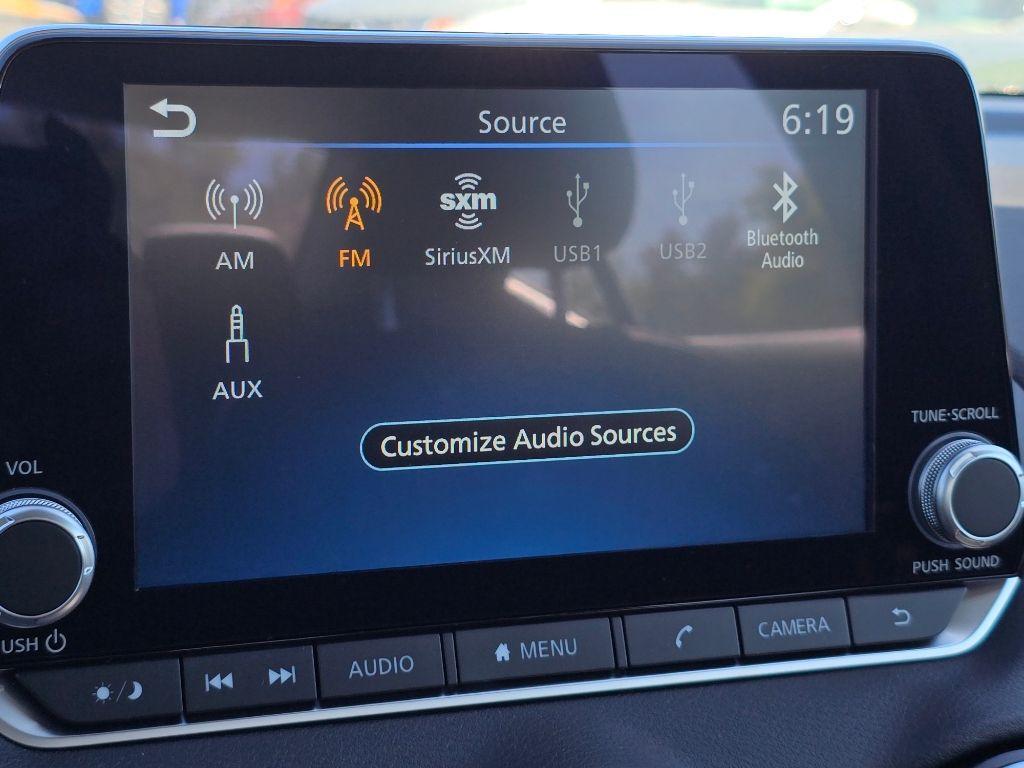 Source
6:19
AM
FM
sxm
SiriusXM
USB1
USB2
Bluetooth
Audio
AUX
Customize Audio Sources
VOL
USH
TUNE·SCROLL
PUSH SOUND
AUDIO
MENU
CAMERA